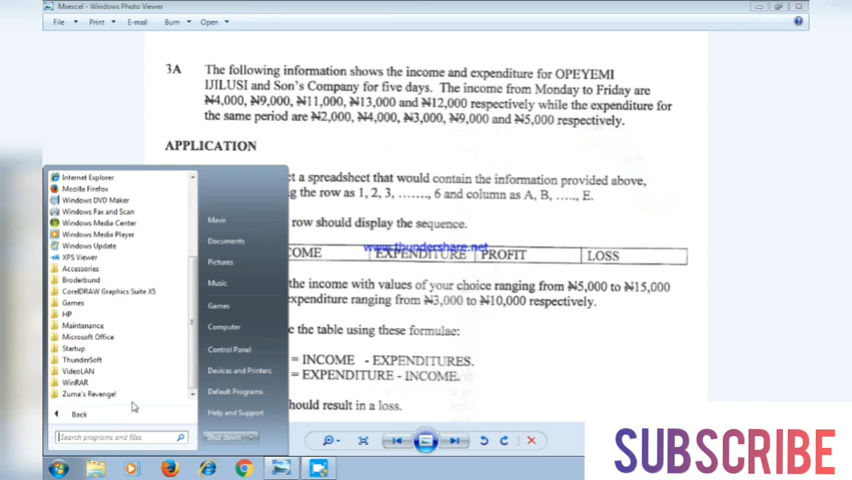 Msexcel - Windows Photo Viewer
File Print E-mail Burn Open
3A The following information shows the income and expenditure for OPEYEMI
IJILUSI and Son's Company for five days. The income from Monday to Friday are
₦4,000, ₦9,000, ₦11,000, ₦13,000 and ₦12,000 respectively while the expenditure for
the same period are ₦2,000, ₦4,000, ₦3,000, ₦9,000 and ₦5,000 respectively.
APPLICATION
ct a spreadsheet that would contain the information provided above,
ng the row as 1, 2, 3, ......., 6 and column as A, B, ....., E.
row should display the sequence.
www.thundershare.net
OME EXPENDITURE PROFIT LOSS
the income with values of your choice ranging from ₦5,000 to ₦15,000
expenditure ranging from ₦3,000 to ₦10,000 respectively.
e the table using these formulae:
= INCOME - EXPENDITURES.
= EXPENDITURE - INCOME.
hould result in a loss.
Internet Explorer
Mozilla Firefox
Windows DVD Maker
Windows Fax and Scan
Windows Media Center
Windows Media Player
Windows Update
XPS Viewer
Accessories
Broderbund
CorelDRAW Graphics Suite X5
Games
HP
Maintenance
Microsoft Office
Startup
ThunderSoft
VideoLAN
WinRAR
Zuma's Revenge!
Back
Search programs and files
Documents
Pictures
Music
Games
Computer
Control Panel
Devices and Printers
Default Programs
Help and Support
Shut down
SUBSCRIBE